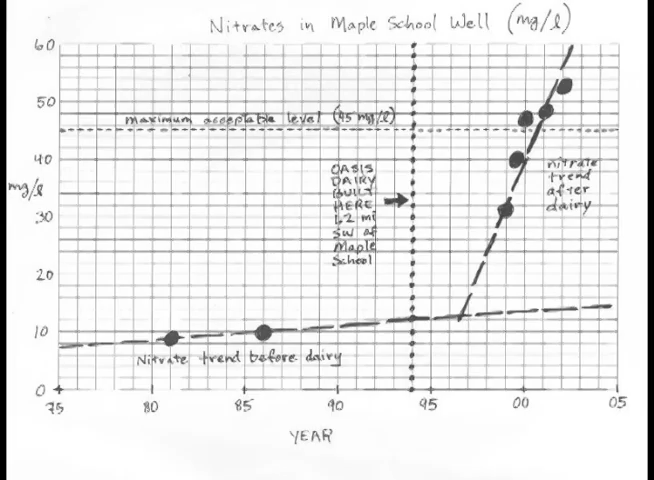 Nitrates in Maple School Well (mg/l)
60
50
maximum acceptable level (45 mg/l)
40
mg/l
30
20
10
0
OASIS
DAIRY
BUILT
HERE
1.2 mi
SW of
Maple
School
nitrate
trend
after
dairy
Nitrate trend before dairy
75 80 85 90 95 00 05
YEAR